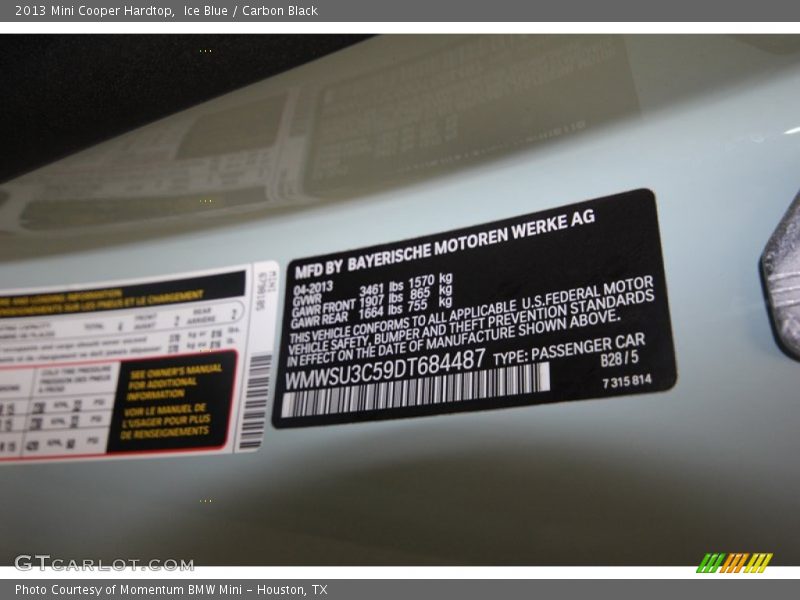 2013 Mini Cooper Hardtop,  Ice Blue / Carbon Black
MFD BY BAYERISCHE MOTOREN WERKE AG
04-2013
GVWR 3461 lbs 1570 kg
GAWR FRONT 1907 lbs 865 kg
GAWR REAR 1664 lbs 755 kg
THIS VEHICLE CONFORMS TO ALL APPLICABLE U.S.FEDERAL MOTOR
VEHICLE SAFETY, BUMPER AND THEFT PREVENTION STANDARDS
IN EFFECT ON THE DATE OF MANUFACTURE SHOWN ABOVE.
WMWSU3C59DT684487 TYPE: PASSENGER CAR
B28 / 5
7 315 814
SEE OWNER'S MANUAL
FOR ADDITIONAL
INFORMATION
VOIR LE MANUEL DE
L'USAGER POUR PLUS
DE RENSEIGNEMENTS
GTCARLOT.COM
Photo Courtesy of Momentum BMW Mini - Houston, TX